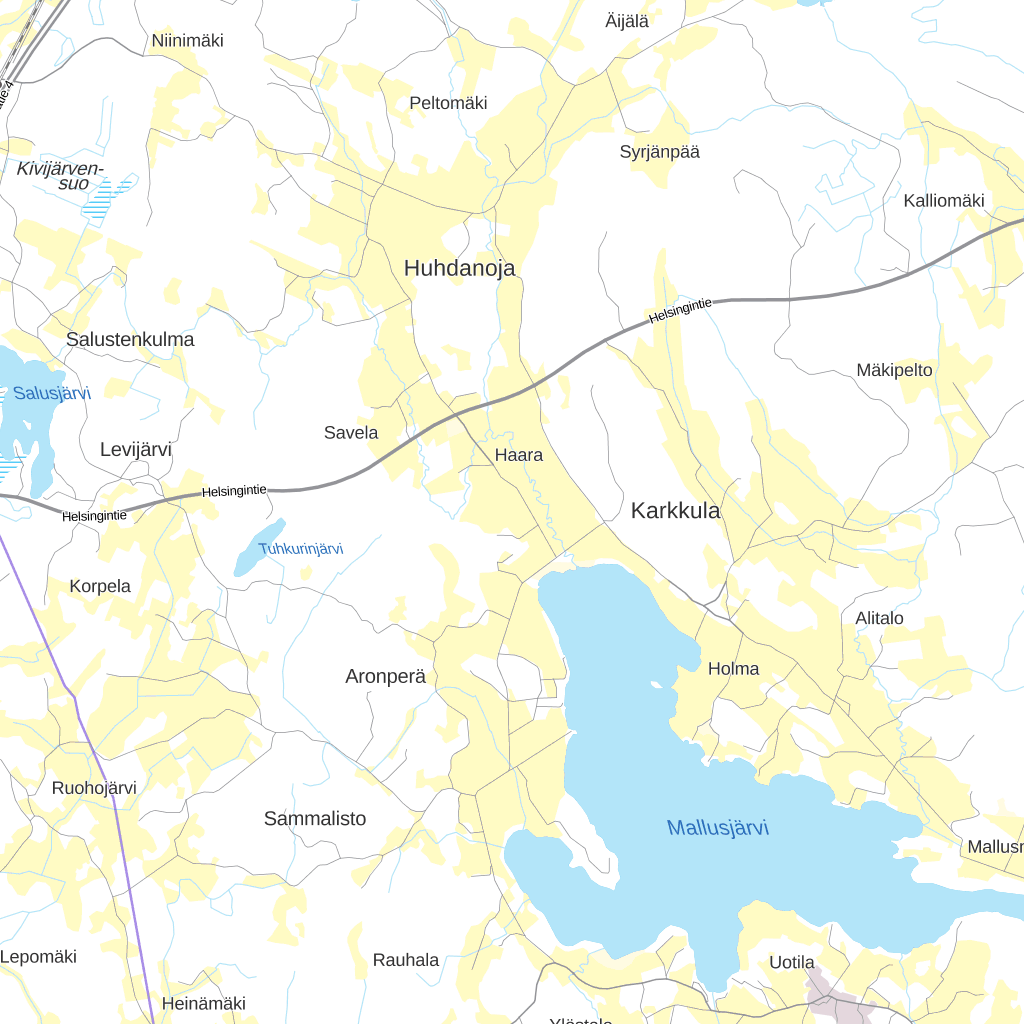 Äijälä
Niinimäki
Peltomäki
Syrjänpää
Kivijärven-
suo
Kalliomäki
Huhdanoja
Helsingintie
Salustenkulma
Mäkipelto
Salusjärvi
Savela
Levijärvi
Haara
Helsingintie
Karkkula
Helsingintie
Tuhkurinjärvi
Korpela
Alitalo
Holma
Aronperä
Ruohojärvi
Sammalisto
Mallusjärvi
Lepomäki
Rauhala
Uotila
Heinämäki